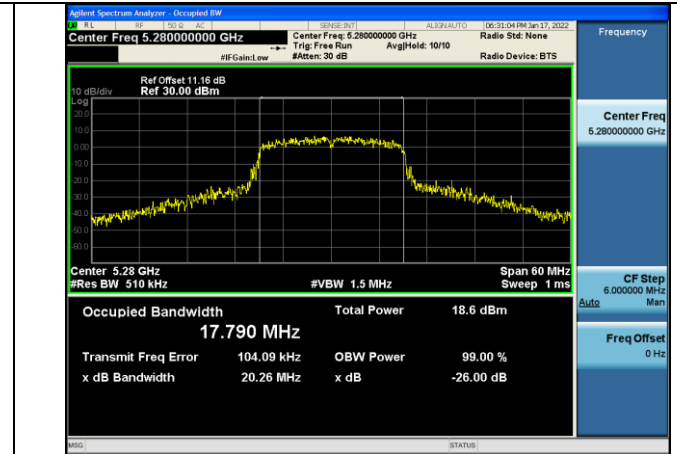 Agilent Spectrum Analyzer - Occupied BW
RL RF 50 Ω AC SENSE:INT ALIGNAUTO 06:31:04 PM Jan 17, 2022
Center Freq 5.280000000 GHz
Center Freq: 5.280000000 GHz
Radio Std: None
Trig: Free Run Avg|Hold: 10/10
#IFGain:Low #Atten: 30 dB Radio Device: BTS
Ref Offset 11.16 dB
10 dB/div Ref 30.00 dBm
Log
20.0
10.0
0.00
-10.0
-20.0
-30.0
-40.0
-50.0
-60.0
Center 5.28 GHz Span 60 MHz
#Res BW 510 kHz #VBW 1.5 MHz Sweep 1 ms
Occupied Bandwidth Total Power 18.6 dBm
17.790 MHz
Transmit Freq Error 104.09 kHz OBW Power 99.00 %
x dB Bandwidth 20.26 MHz x dB -26.00 dB
MSG STATUS
Frequency
Center Freq
5.280000000 GHz
CF Step
6.000000 MHz
Auto Man
Freq Offset
0 Hz